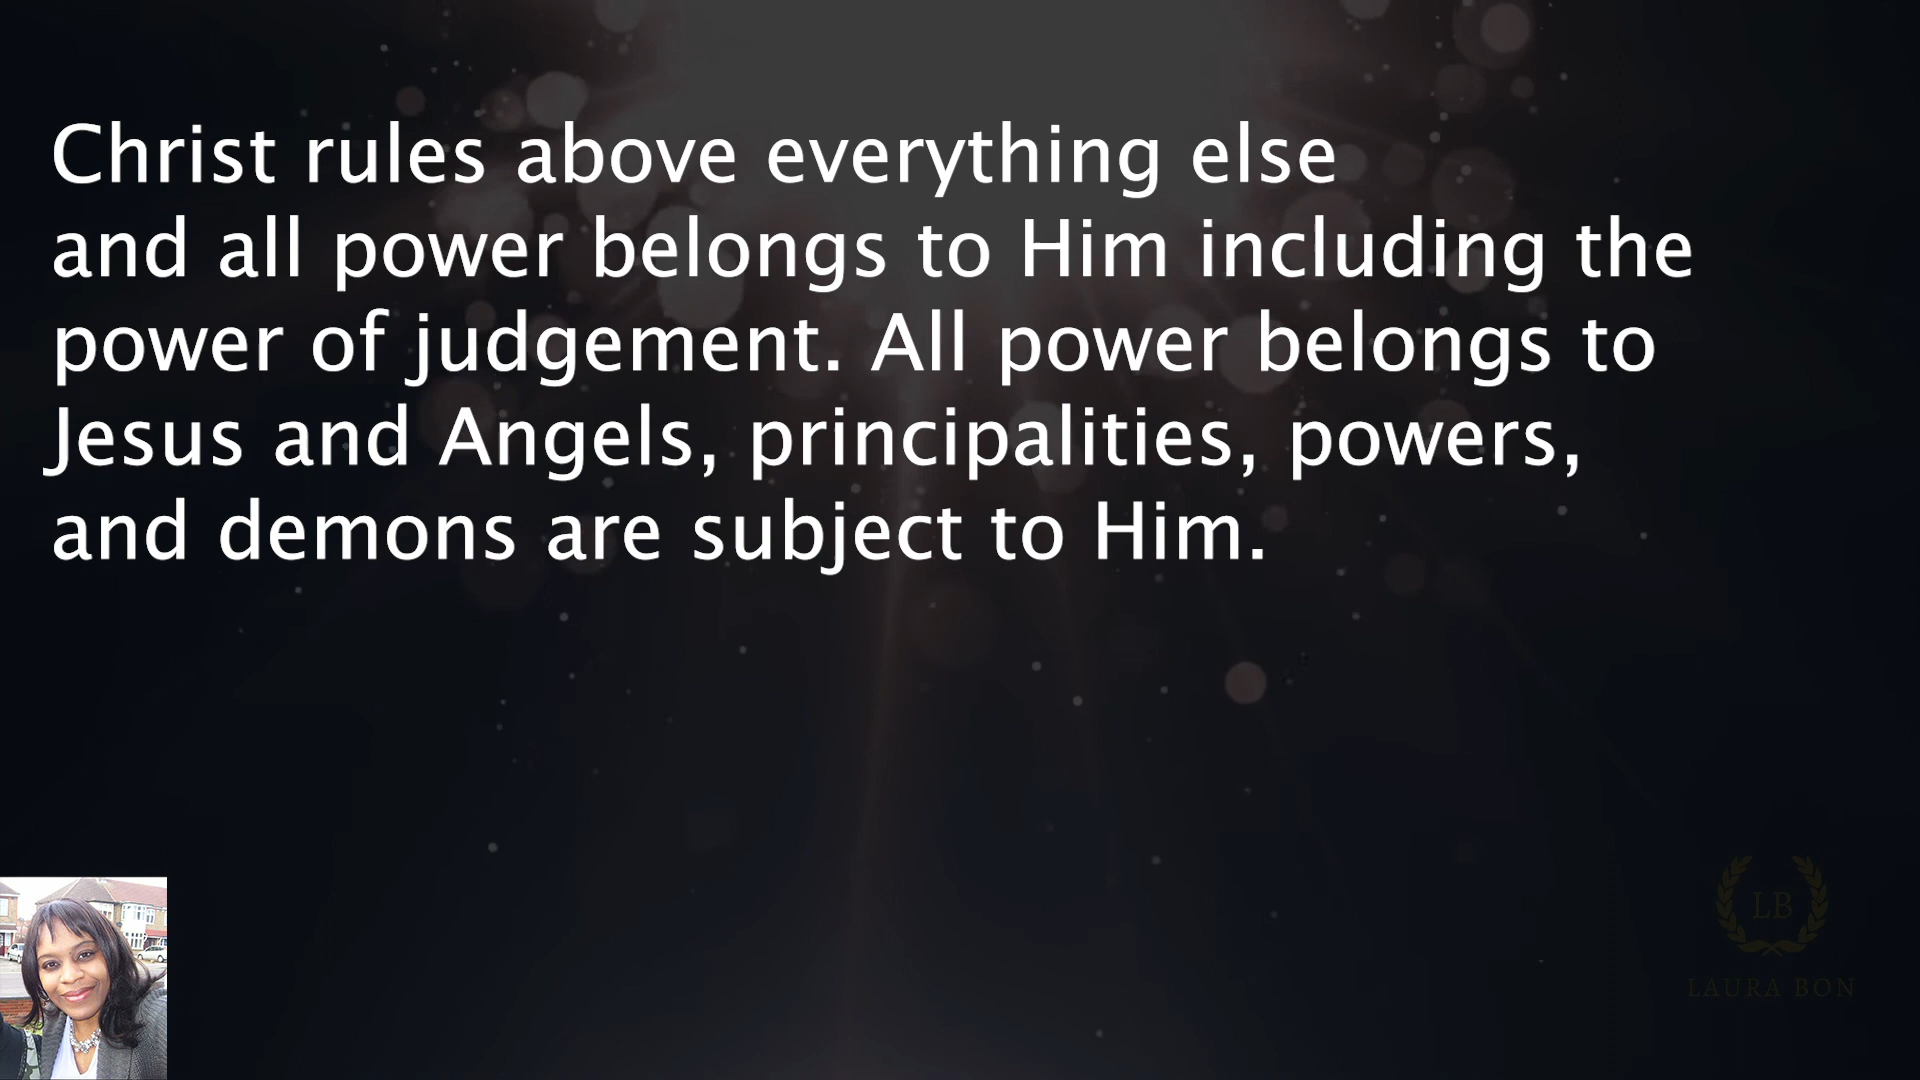 Christ rules above everything else
and all power belongs to Him including the
power of judgement. All power belongs to
Jesus and Angels, principalities, powers,
and demons are subject to Him.
LB
LAURA BON